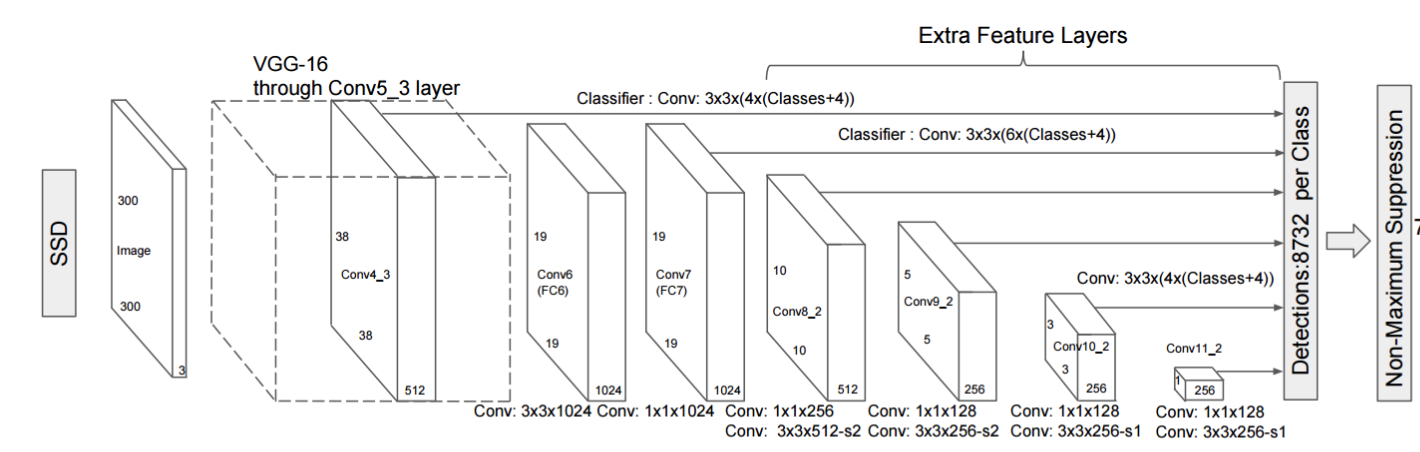 Extra Feature Layers
VGG-16
through Conv5_3 layer
Classifier : Conv: 3x3x(4x(Classes+4))
Classifier : Conv: 3x3x(6x(Classes+4))
SSD
300
Image
300
3
38
Conv4_3
38
512
19
Conv6
(FC6)
19
1024
19
Conv7
(FC7)
19
1024
10
Conv8_2
10
512
5
Conv9_2
5
256
Conv: 3x3x(4x(Classes+4))
3
Conv10_2
3
256
Conv11_2
1
256
Detections:8732 per Class
Non-Maximum Suppression
7
Conv: 3x3x1024 Conv: 1x1x1024 Conv: 1x1x256 Conv: 1x1x128 Conv: 1x1x128 Conv: 1x1x128
Conv: 3x3x512-s2 Conv: 3x3x256-s2 Conv: 3x3x256-s1 Conv: 3x3x256-s1